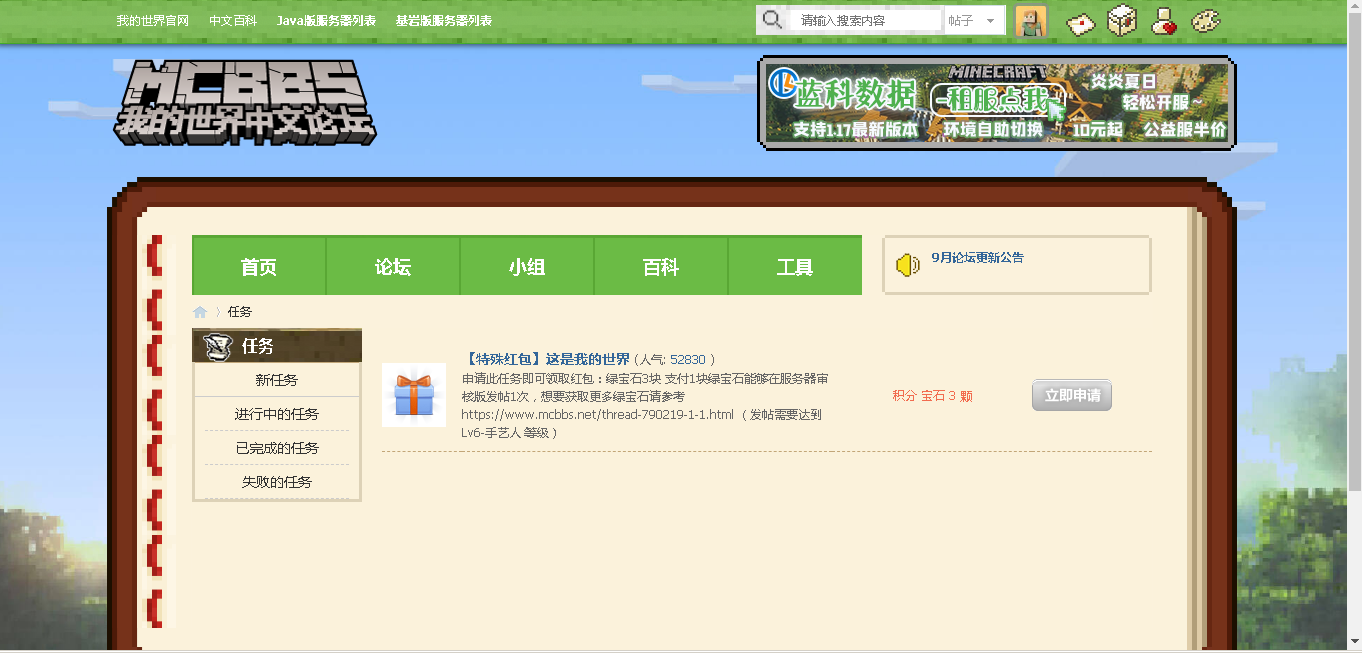 我的世界官网 中文百科 Java版服务器列表 基岩版服务器列表
请输入搜索内容 帖子
MCBBS
我的世界中文论坛
蓝科数据 MINECRAFT 租服点我 炎炎夏日
轻松开服~
支持1.17最新版本 环境自助切换 10元起 公益服半价
首页 论坛 小组 百科 工具
9月论坛更新公告
任务
任务
新任务
进行中的任务
已完成的任务
失败的任务
【特殊红包】这是我的世界 (人气: 52830 )
申请此任务即可领取红包：绿宝石3块 支付1块绿宝石能够在服务器审
核版发帖1次，想要获取更多绿宝石请参考
https://www.mcbbs.net/thread-790219-1-1.html （发帖需要达到
Lv6-手艺人 等级）
积分 宝石 3 颗
立即申请